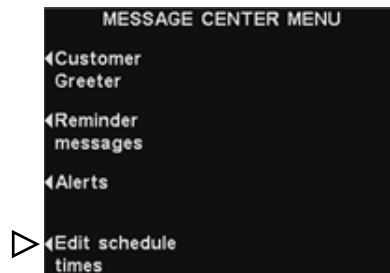 MESSAGE CENTER MENU
Customer
Greeter
Reminder
messages
Alerts
Edit schedule
times